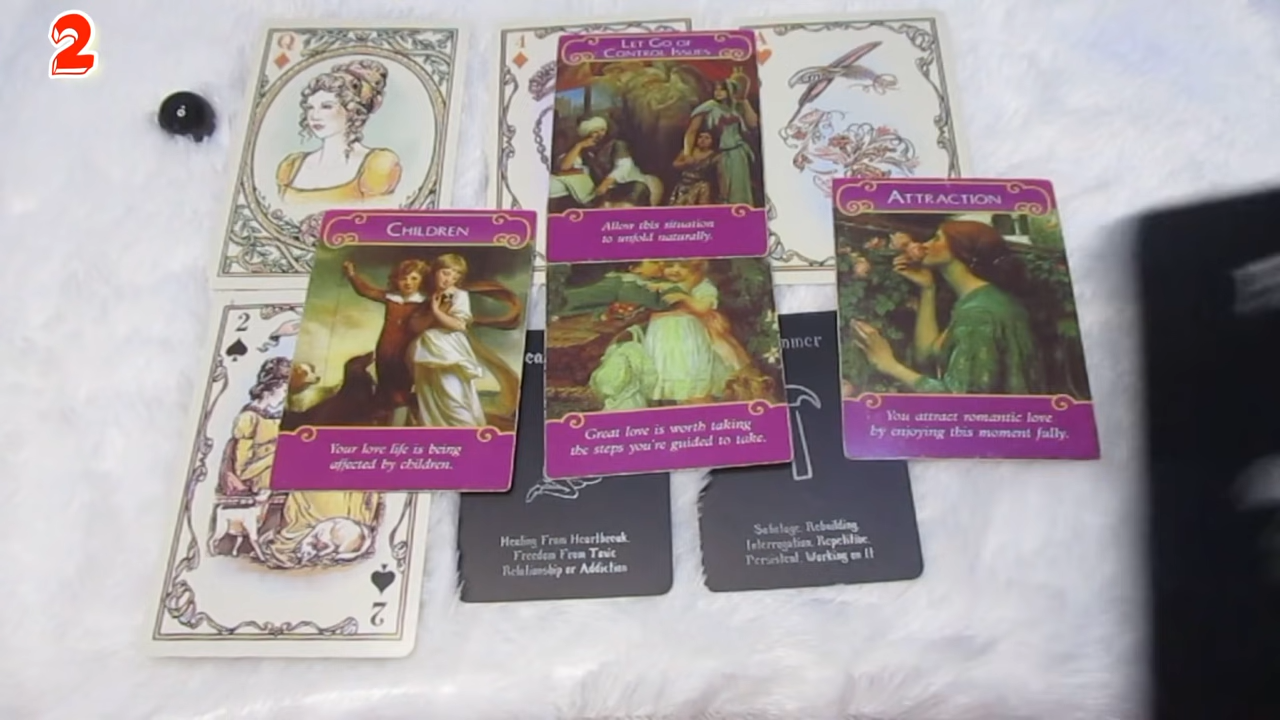 2
Q
4
A
LET GO OF
CONTROL ISSUES
Allow this situation
to unfold naturally.
CHILDREN
Your love life is being
affected by children.
Great love is worth taking
the steps you're guided to take.
ATTRACTION
You attract romantic love
by enjoying this moment fully.
2
2
Healing From Heartbreak.
Freedom From Toxic
Relationship or Addiction
Sabotage. Rebuilding.
Interrogation. Repetitive.
Persistent. Working on It